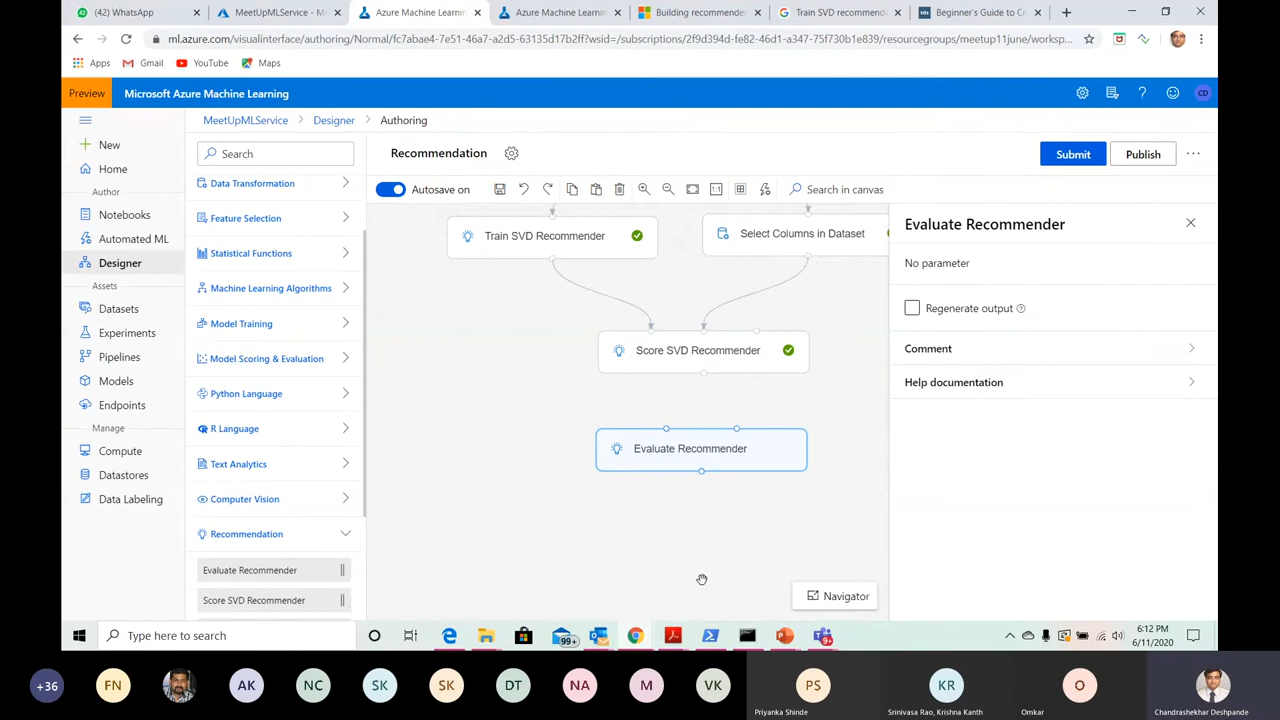 (42) WhatsApp
MeetUpMLService - M
Azure Machine Learnin
Azure Machine Learnin
Building recommender
Train SVD recommend
Beginner's Guide to Cr
ml.azure.com/visualinterface/authoring/Normal/fc7abae4-7e51-46a7-a2d5-63135d17b2ff?wsid=/subscriptions/2f9d394d-fe82-46d1-a347-75f730b1e839/resourcegroups/meetup11june/worksp...
Apps
Gmail
YouTube
Maps
Preview
Microsoft Azure Machine Learning
CD
MeetUpMLService
Designer
Authoring
New
Home
Author
Notebooks
Automated ML
Designer
Assets
Datasets
Experiments
Pipelines
Models
Endpoints
Manage
Compute
Datastores
Data Labeling
Search
Data Transformation
Feature Selection
Statistical Functions
Machine Learning Algorithms
Model Training
Model Scoring & Evaluation
Python Language
R Language
Text Analytics
Computer Vision
Recommendation
Evaluate Recommender
Score SVD Recommender
Recommendation
Submit
Publish
Autosave on
1:1
Search in canvas
Train SVD Recommender
Select Columns in Dataset
Score SVD Recommender
Evaluate Recommender
Navigator
Evaluate Recommender
No parameter
Regenerate output
Comment
Help documentation
Type here to search
99+
9+
6:12 PM
6/11/2020
+36
FN
AK
NC
SK
SK
DT
NA
M
VK
PS
Priyanka Shinde
KR
Srinivasa Rao, Krishna Kanth
O
Omkar
Chandrashekhar Deshpande